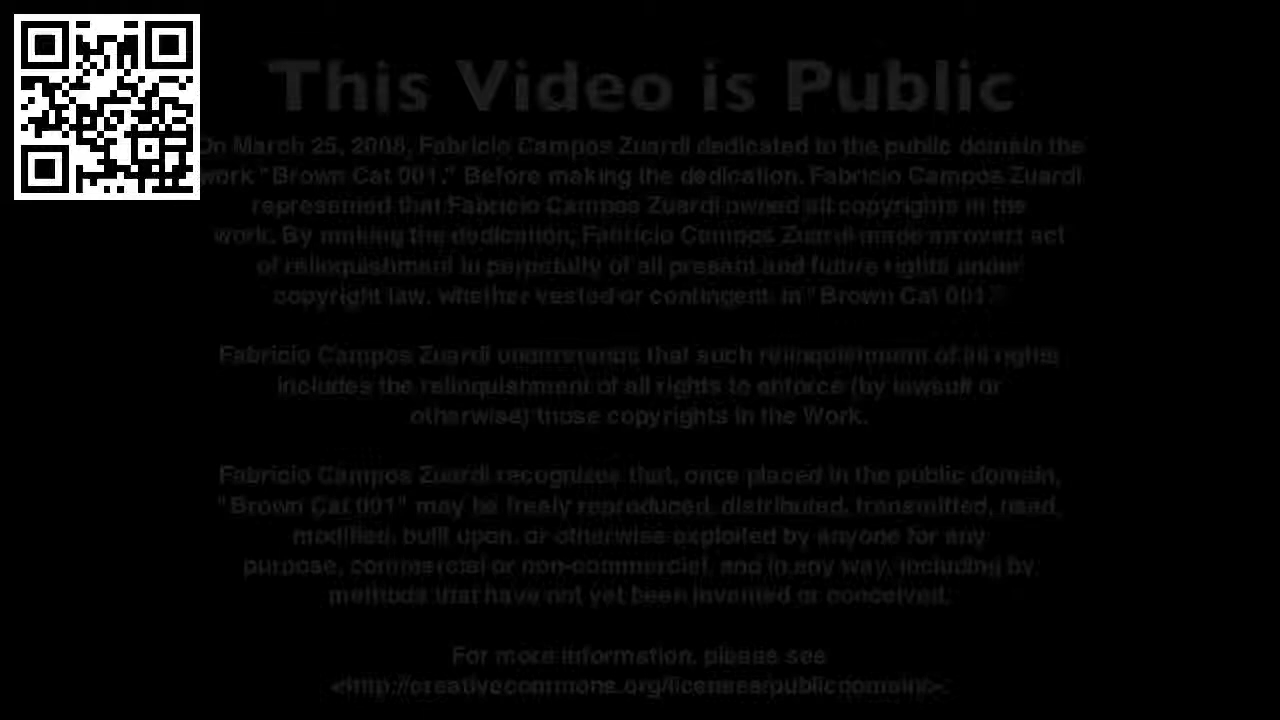 This Video is Public
On March 25, 2008, Fabricio Campos Zuardi dedicated to the public domain the
work "Brown Cat 001." Before making the dedication, Fabricio Campos Zuardi
represented that Fabricio Campos Zuardi owned all copyrights in the
work. By making the dedication, Fabricio Campos Zuardi made an overt act
of relinquishment in perpetuity of all present and future rights under
copyright law, whether vested or contingent, in "Brown Cat 001."
Fabricio Campos Zuardi understands that such relinquishment of all rights
includes the relinquishment of all rights to enforce (by lawsuit or
otherwise) those copyrights in the Work.
Fabricio Campos Zuardi recognizes that, once placed in the public domain,
"Brown Cat 001" may be freely reproduced, distributed, transmitted, used,
modified, built upon, or otherwise exploited by anyone for any
purpose, commercial or non-commercial, and in any way, including by
methods that have not yet been invented or conceived.
For more information, please see
<http://creativecommons.org/licenses/publicdomain/>.